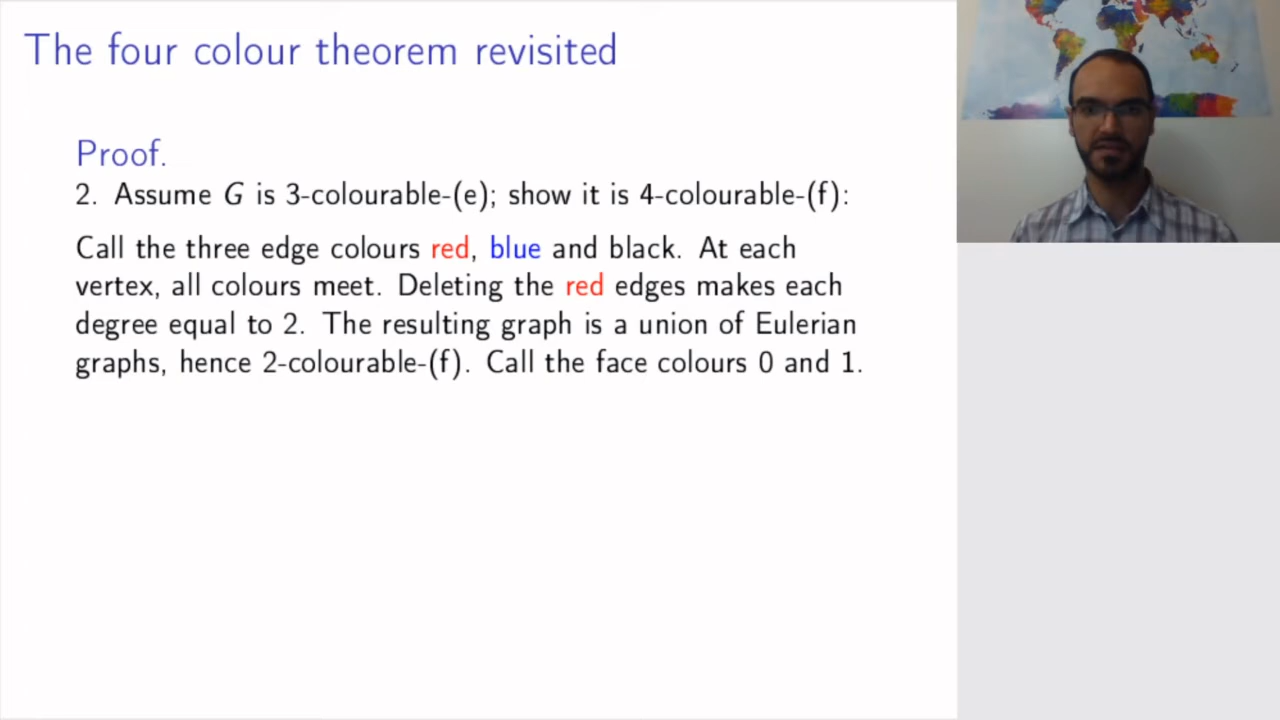 The four colour theorem revisited
Proof.
2. Assume G is 3-colourable-(e); show it is 4-colourable-(f):
Call the three edge colours red, blue and black. At each
vertex, all colours meet. Deleting the red edges makes each
degree equal to 2. The resulting graph is a union of Eulerian
graphs, hence 2-colourable-(f). Call the face colours 0 and 1.